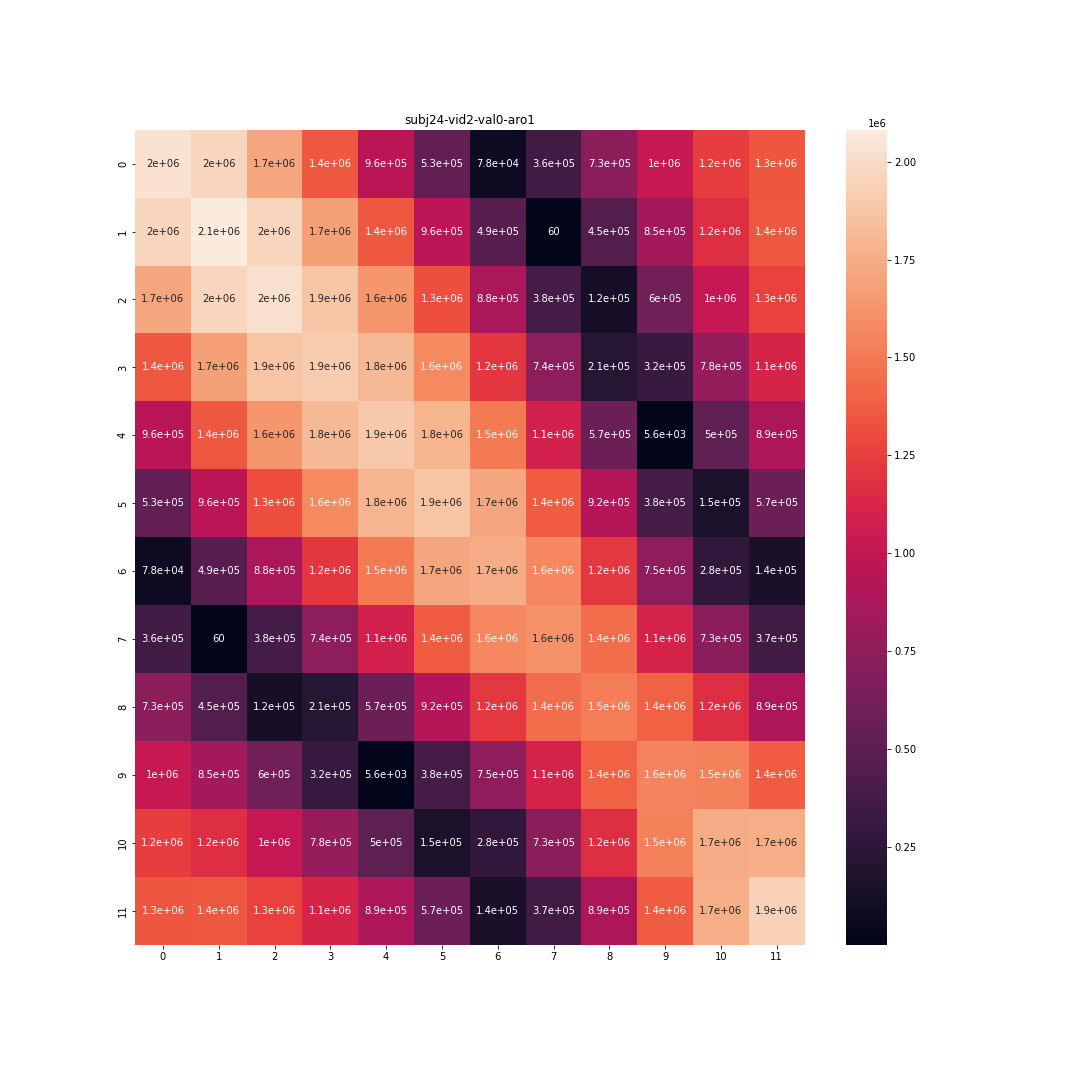 subj24-vid2-val0-aro1
1e6
0 2e+06 2e+06 1.7e+06 1.4e+06 9.6e+05 5.3e+05 7.8e+04 3.6e+05 7.3e+05 1e+06 1.2e+06 1.3e+06
1 2e+06 2.1e+06 2e+06 1.7e+06 1.4e+06 9.6e+05 4.9e+05 60 4.5e+05 8.5e+05 1.2e+06 1.4e+06
2 1.7e+06 2e+06 2e+06 1.9e+06 1.6e+06 1.3e+06 8.8e+05 3.8e+05 1.2e+05 6e+05 1e+06 1.3e+06
3 1.4e+06 1.7e+06 1.9e+06 1.9e+06 1.8e+06 1.6e+06 1.2e+06 7.4e+05 2.1e+05 3.2e+05 7.8e+05 1.1e+06
4 9.6e+05 1.4e+06 1.6e+06 1.8e+06 1.9e+06 1.8e+06 1.5e+06 1.1e+06 5.7e+05 5.6e+03 5e+05 8.9e+05
5 5.3e+05 9.6e+05 1.3e+06 1.6e+06 1.8e+06 1.9e+06 1.7e+06 1.4e+06 9.2e+05 3.8e+05 1.5e+05 5.7e+05
6 7.8e+04 4.9e+05 8.8e+05 1.2e+06 1.5e+06 1.7e+06 1.7e+06 1.6e+06 1.2e+06 7.5e+05 2.8e+05 1.4e+05
7 3.6e+05 60 3.8e+05 7.4e+05 1.1e+06 1.4e+06 1.6e+06 1.6e+06 1.4e+06 1.1e+06 7.3e+05 3.7e+05
8 7.3e+05 4.5e+05 1.2e+05 2.1e+05 5.7e+05 9.2e+05 1.2e+06 1.4e+06 1.5e+06 1.4e+06 1.2e+06 8.9e+05
9 1e+06 8.5e+05 6e+05 3.2e+05 5.6e+03 3.8e+05 7.5e+05 1.1e+06 1.4e+06 1.6e+06 1.5e+06 1.4e+06
10 1.2e+06 1.2e+06 1e+06 7.8e+05 5e+05 1.5e+05 2.8e+05 7.3e+05 1.2e+06 1.5e+06 1.7e+06 1.7e+06
11 1.3e+06 1.4e+06 1.3e+06 1.1e+06 8.9e+05 5.7e+05 1.4e+05 3.7e+05 8.9e+05 1.4e+06 1.7e+06 1.9e+06
0 1 2 3 4 5 6 7 8 9 10 11
2.00
1.75
1.50
1.25
1.00
0.75
0.50
0.25